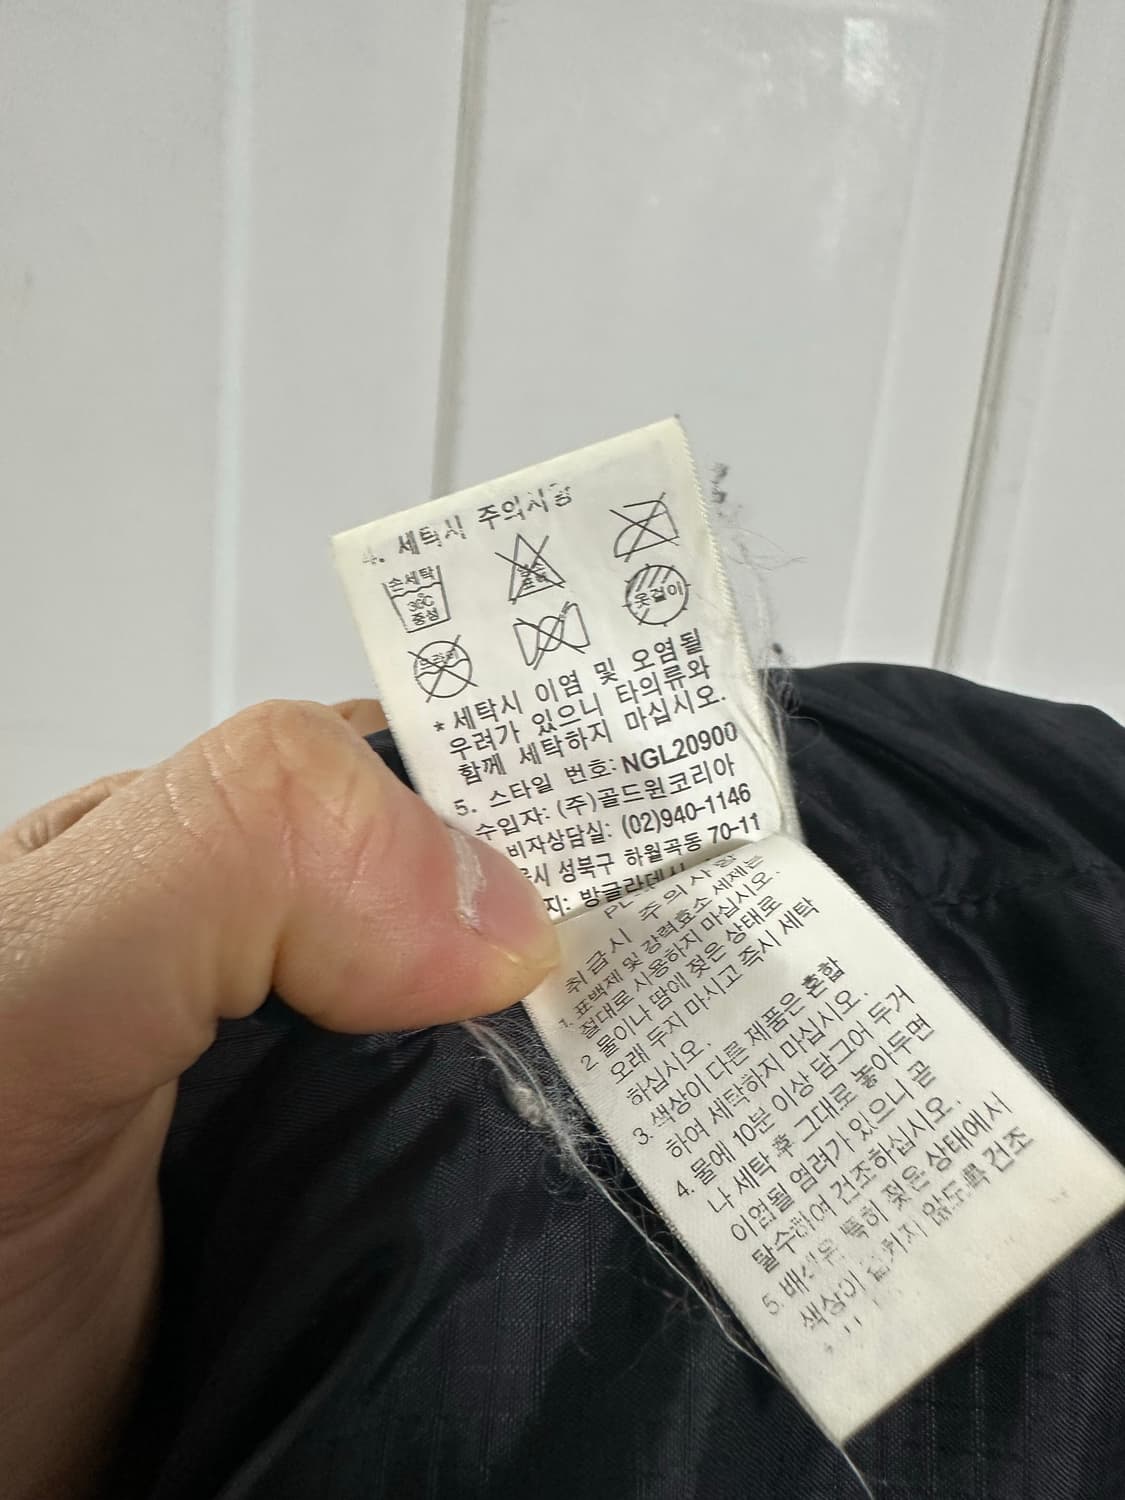 4. 세탁시 주의사항
손세탁
30℃
중성
염소
표백
옷걸이
드라이
* 세탁시 이염 및 오염될
우려가 있으니 타의류와
함께 세탁하지 마십시오.
5. 스타일 번호: NGL20900
수입자: (주)골드윈코리아
비자상담실: (02)940-1146
시 성북구 하월곡동 70-11
지: 방글라데시
취급시 주의사항
1. 표백제 및 강력효소 세제는
절대로 사용하지 마십시오.
2 물이나 땀에 젖은 상태로
오래 두지 마시고 즉시 세탁
하십시오.
3. 색상이 다른 제품은 혼합
하여 세탁하지 마십시오.
4. 물에 10분 이상 담그어 두거
나 세탁 후 그대로 놓아두면
이염될 염려가 있으니 곧
탈수하여 건조하십시오.
5. 배색은 특히 젖은 상태에서
색상이 않도록 건조